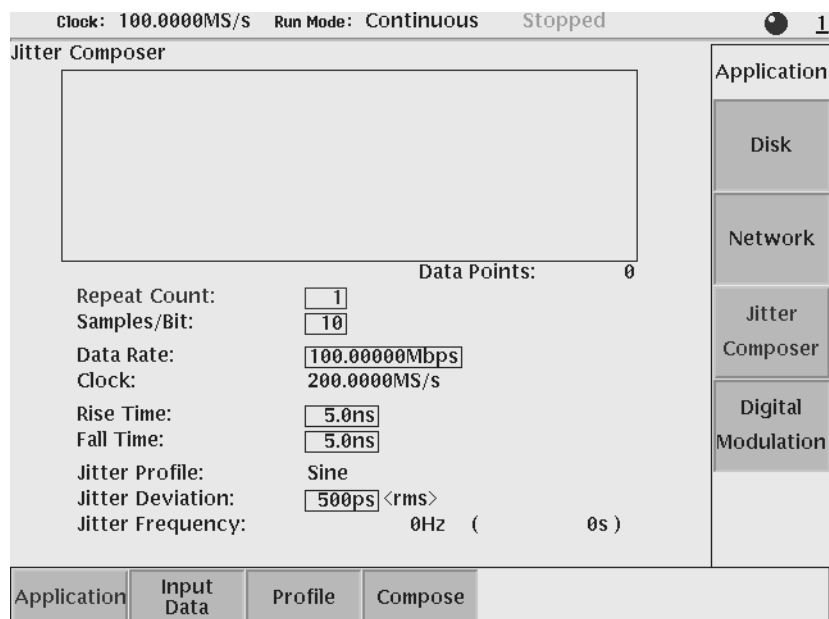 Clock: 100.0000MS/s Run Mode: Continuous Stopped 1
Jitter Composer
Application
Disk
Network
Jitter
Composer
Digital
Modulation
Data Points: 0
Repeat Count: 1
Samples/Bit: 10
Data Rate: 100.00000Mbps
Clock: 200.0000MS/s
Rise Time: 5.0ns
Fall Time: 5.0ns
Jitter Profile: Sine
Jitter Deviation: 500ps <rms>
Jitter Frequency: 0Hz ( 0s )
Application
Input
Data
Profile
Compose